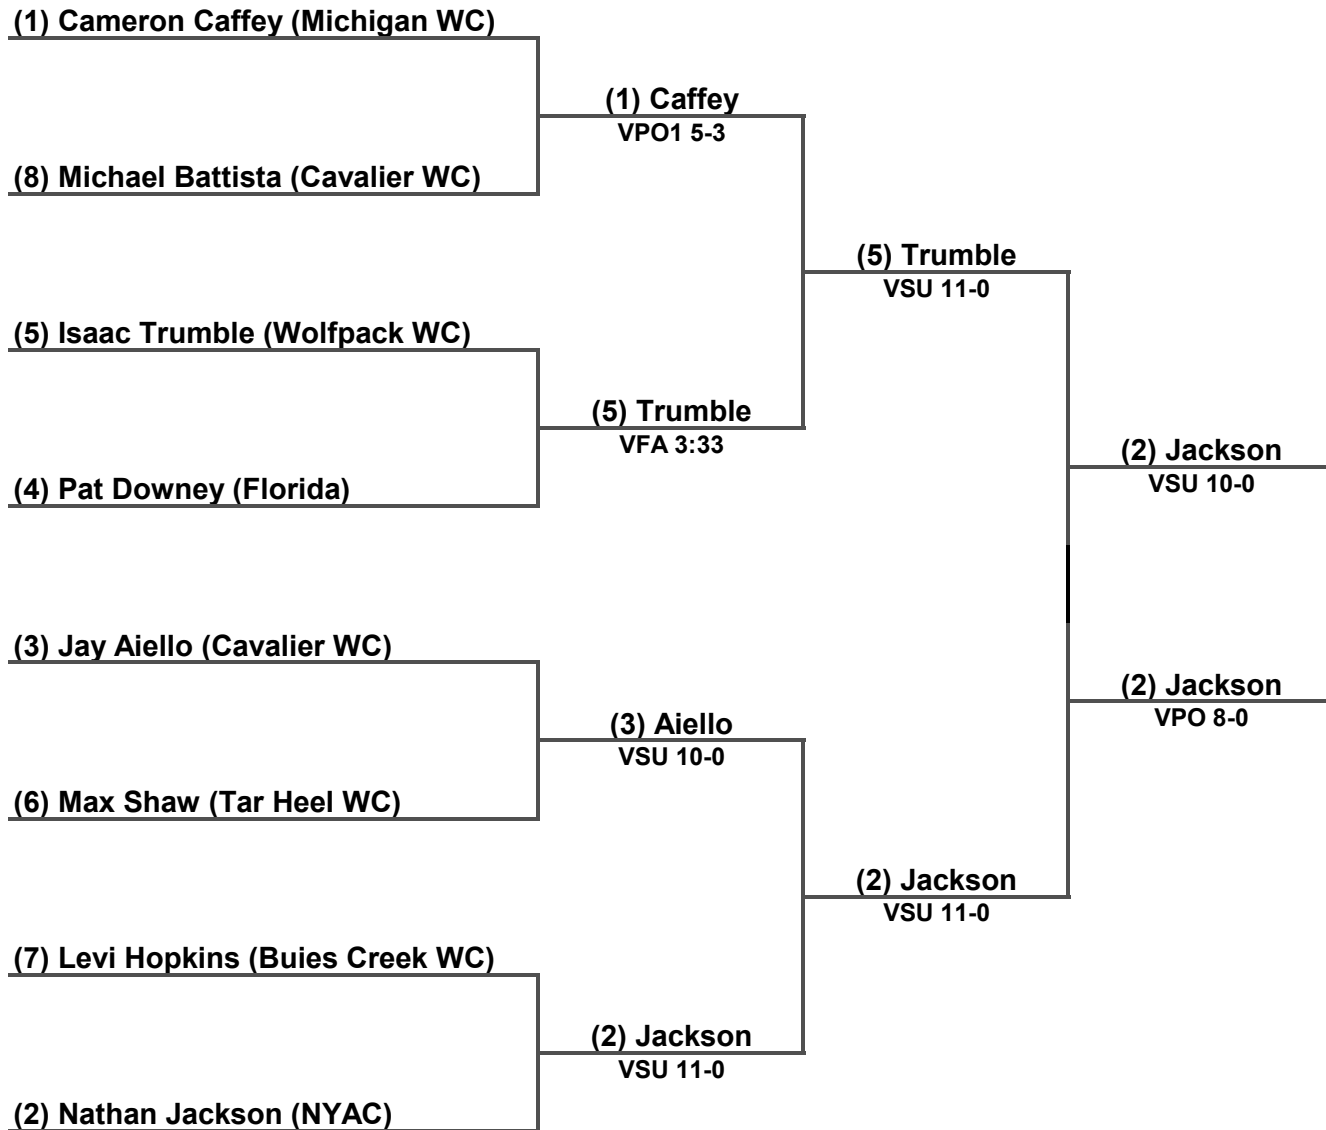 (1) Cameron Caffey (Michigan WC)
(1) Caffey
VPO1 5-3
(8) Michael Battista (Cavalier WC)
(5) Trumble
VSU 11-0
(5) Isaac Trumble (Wolfpack WC)
(5) Trumble
VFA 3:33
(2) Jackson
VSU 10-0
(4) Pat Downey (Florida)
(3) Jay Aiello (Cavalier WC)
(2) Jackson
VPO 8-0
(3) Aiello
VSU 10-0
(6) Max Shaw (Tar Heel WC)
(2) Jackson
VSU 11-0
(7) Levi Hopkins (Buies Creek WC)
(2) Jackson
VSU 11-0
(2) Nathan Jackson (NYAC)